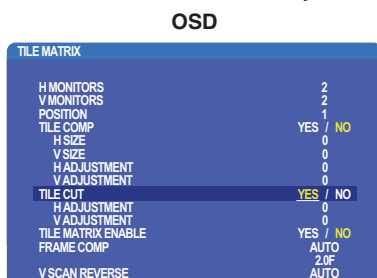 OSD
TILE MATRIX
H MONITORS 2
V MONITORS 2
POSITION 1
TILE COMP YES / NO
H SIZE 0
V SIZE 0
H ADJUSTMENT 0
V ADJUSTMENT 0
TILE CUT YES / NO
H ADJUSTMENT 0
V ADJUSTMENT 0
TILE MATRIX ENABLE YES / NO
FRAME COMP AUTO
2.0F
V SCAN REVERSE AUTO